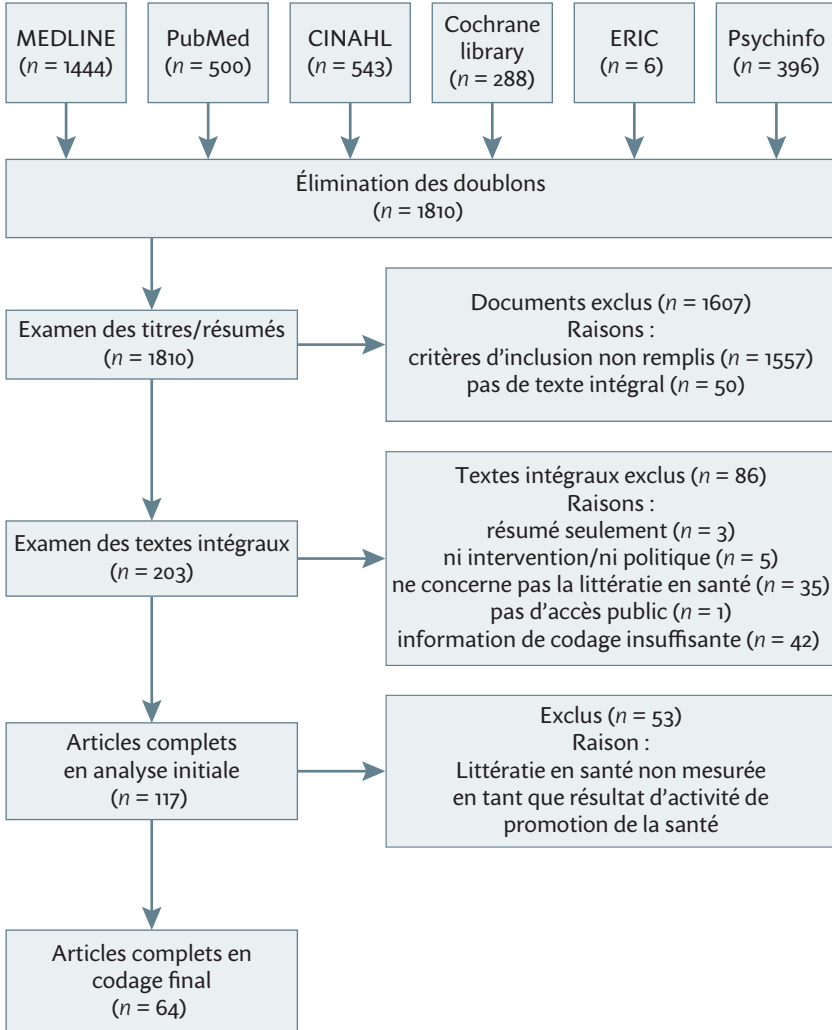 MEDLINE
(n = 1444)
PubMed
(n = 500)
CINAHL
(n = 543)
Cochrane
library
(n = 288)
ERIC
(n = 6)
Psychinfo
(n = 396)
Élimination des doublons
(n = 1810)
Examen des titres/résumés
(n = 1810)
Documents exclus (n = 1607)
Raisons :
critères d'inclusion non remplis (n = 1557)
pas de texte intégral (n = 50)
Examen des textes intégraux
(n = 203)
Textes intégraux exclus (n = 86)
Raisons :
résumé seulement (n = 3)
ni intervention/ni politique (n = 5)
ne concerne pas la littératie en santé (n = 35)
pas d'accès public (n = 1)
information de codage insuffisante (n = 42)
Articles complets
en analyse initiale
(n = 117)
Exclus (n = 53)
Raison :
Littératie en santé non mesurée
en tant que résultat d'activité de
promotion de la santé
Articles complets en
codage final
(n = 64)